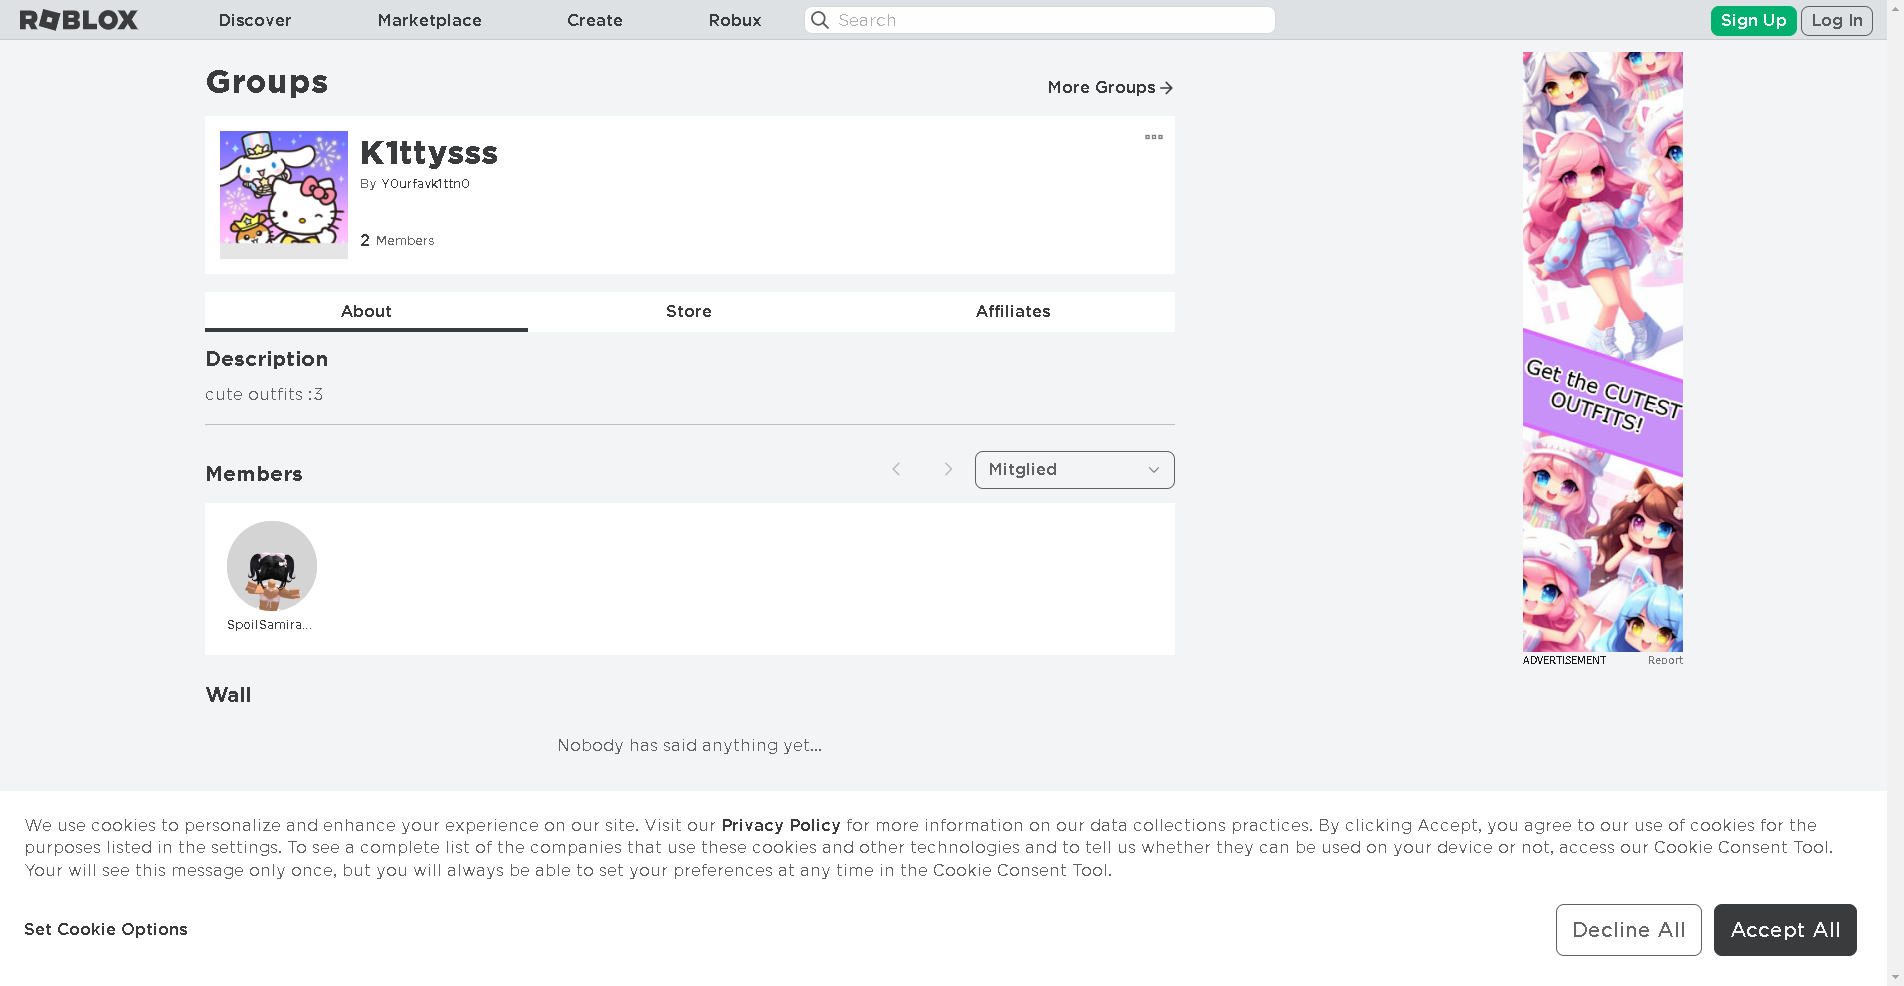 ROBLOX
Discover
Marketplace
Create
Robux
Search
Sign Up
Log In
Groups
More Groups
K1ttysss
By Y0urfavk1ttn0
2 Members
About
Store
Affiliates
Description
cute outfits :3
Members
Mitglied
SpoilSamira...
Wall
Nobody has said anything yet...
Get the CUTEST
OUTFITS!
ADVERTISEMENT
Report
We use cookies to personalize and enhance your experience on our site. Visit our Privacy Policy for more information on our data collections practices. By clicking Accept, you agree to our use of cookies for the
purposes listed in the settings. To see a complete list of the companies that use these cookies and other technologies and to tell us whether they can be used on your device or not, access our Cookie Consent Tool.
Your will see this message only once, but you will always be able to set your preferences at any time in the Cookie Consent Tool.
Set Cookie Options
Decline All
Accept All